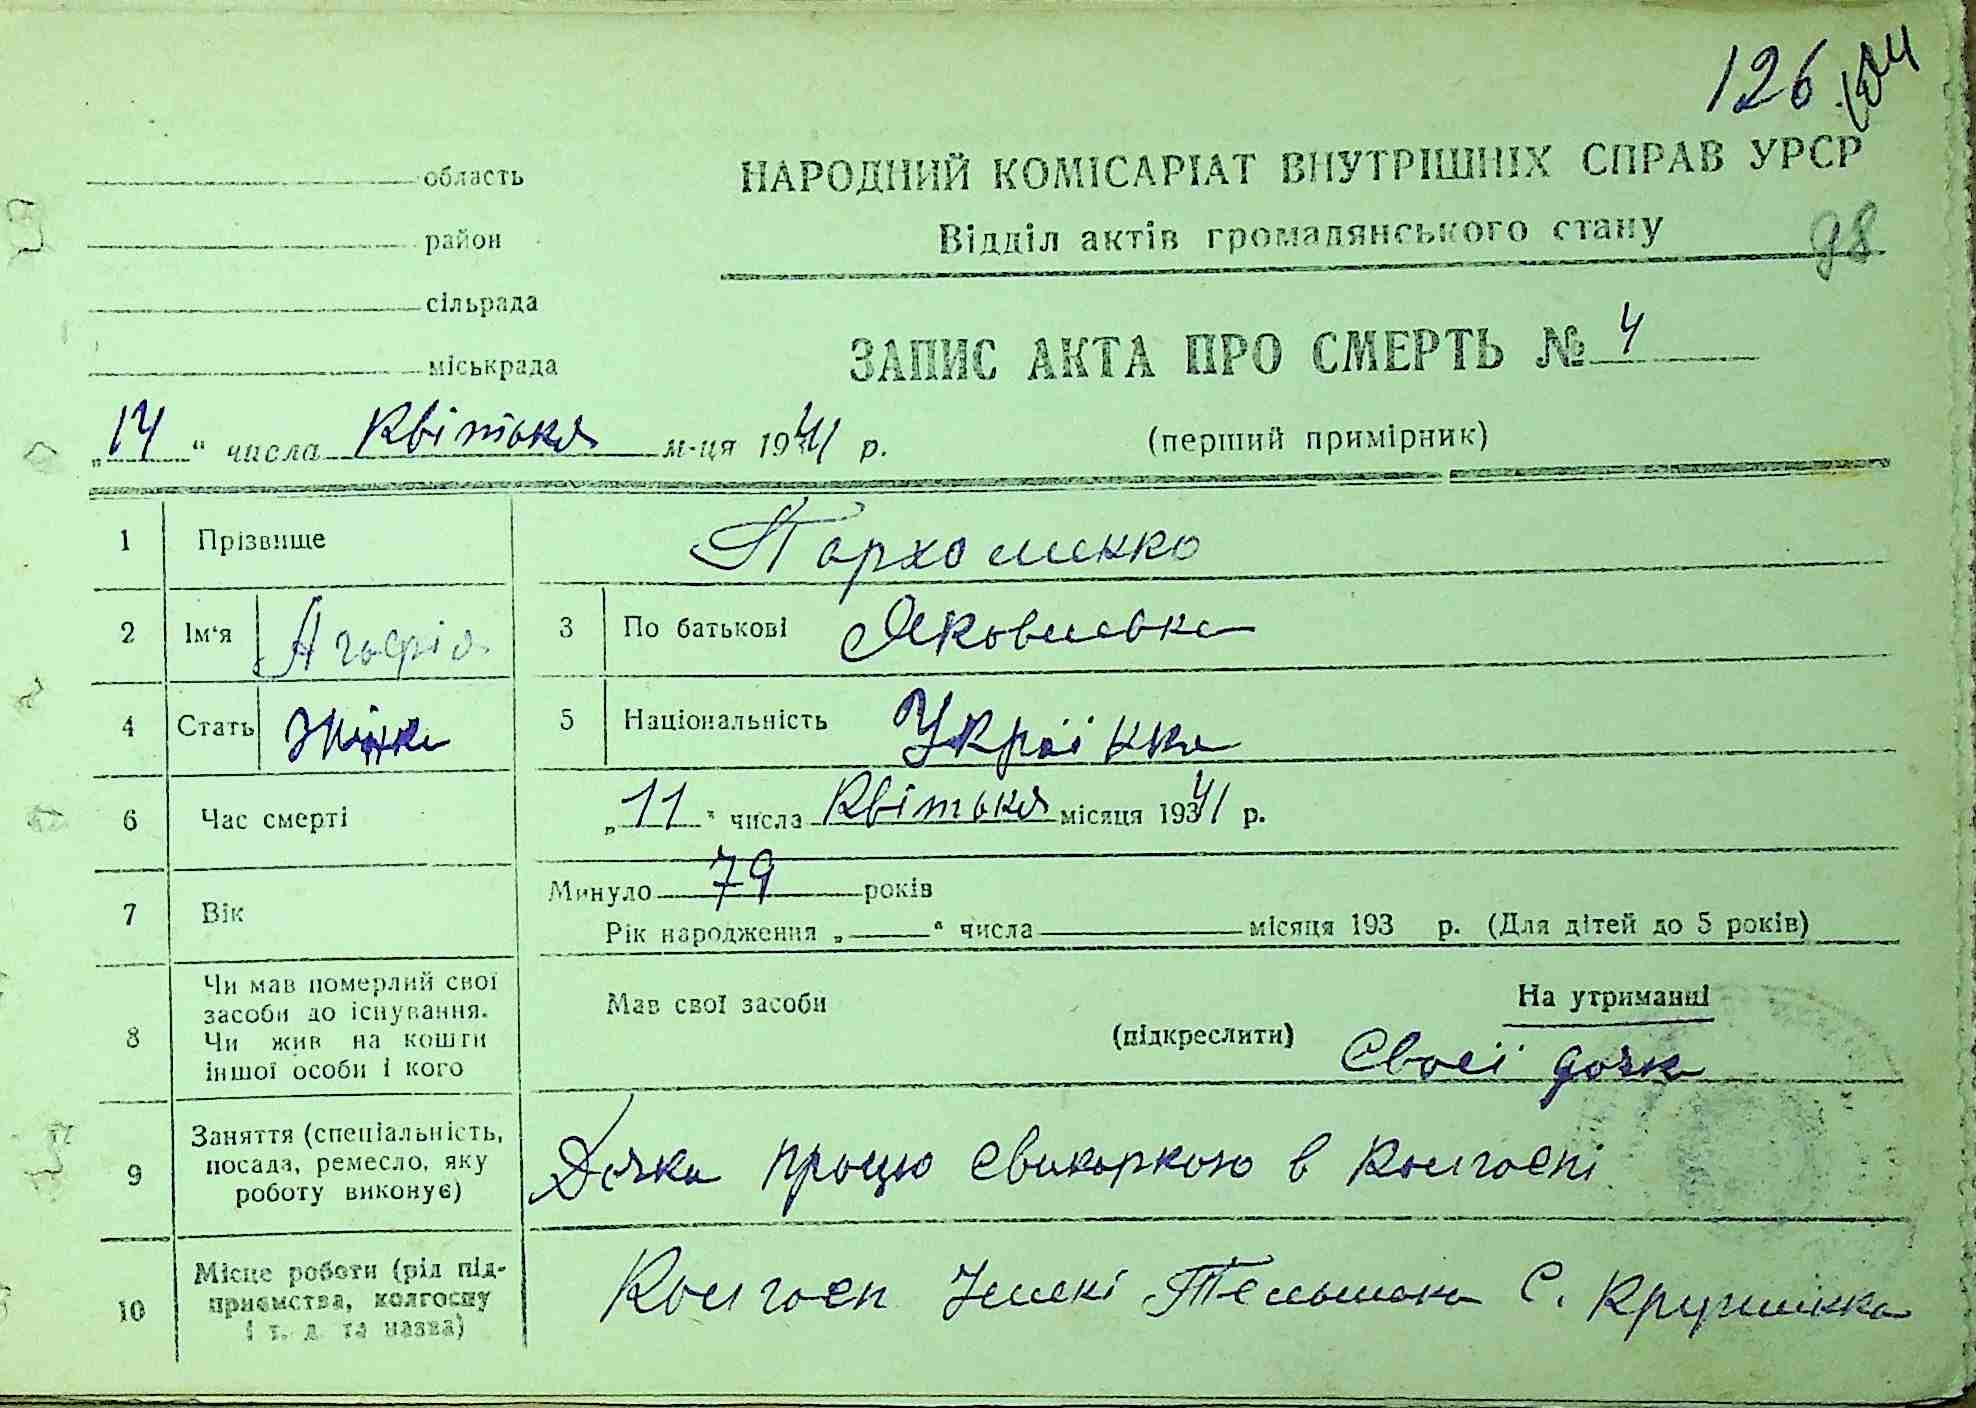 126
104
98
область
район
сільрада
міськрада
НАРОДНИЙ КОМІСАРІАТ ВНУТРІШНІХ СПРАВ УРСР
Відділ актів громадянського стану
ЗАПИС АКТА ПРО СМЕРТЬ № 4
(перший примірник)
„14“ числа Квітьня м-ця 1941 р.
1 Прізвище Пархоменко
2 Ім'я Агафія 3 По батькові Яковлевна
4 Стать Жінка 5 Національність Українка
6 Час смерті „11“ числа Квітьня місяця 1941 р.
7 Вік Минуло 79 років
Рік народження „ “ числа місяця 193 р. (Для дітей до 5 років)
8 Чи мав померлий свої засоби до існування. Чи жив на кошти іншої особи і кого
Мав свої засоби (підкреслити) На утриманні
Своєї дочк
9 Заняття (спеціальність, посада, ремесло, яку роботу виконує)
Дочка працює свинаркою в Колгоспі
10 Місце роботи (рід підприємства, колгоспу і т. д. та назва)
Колгосп Імені Тельмана С.